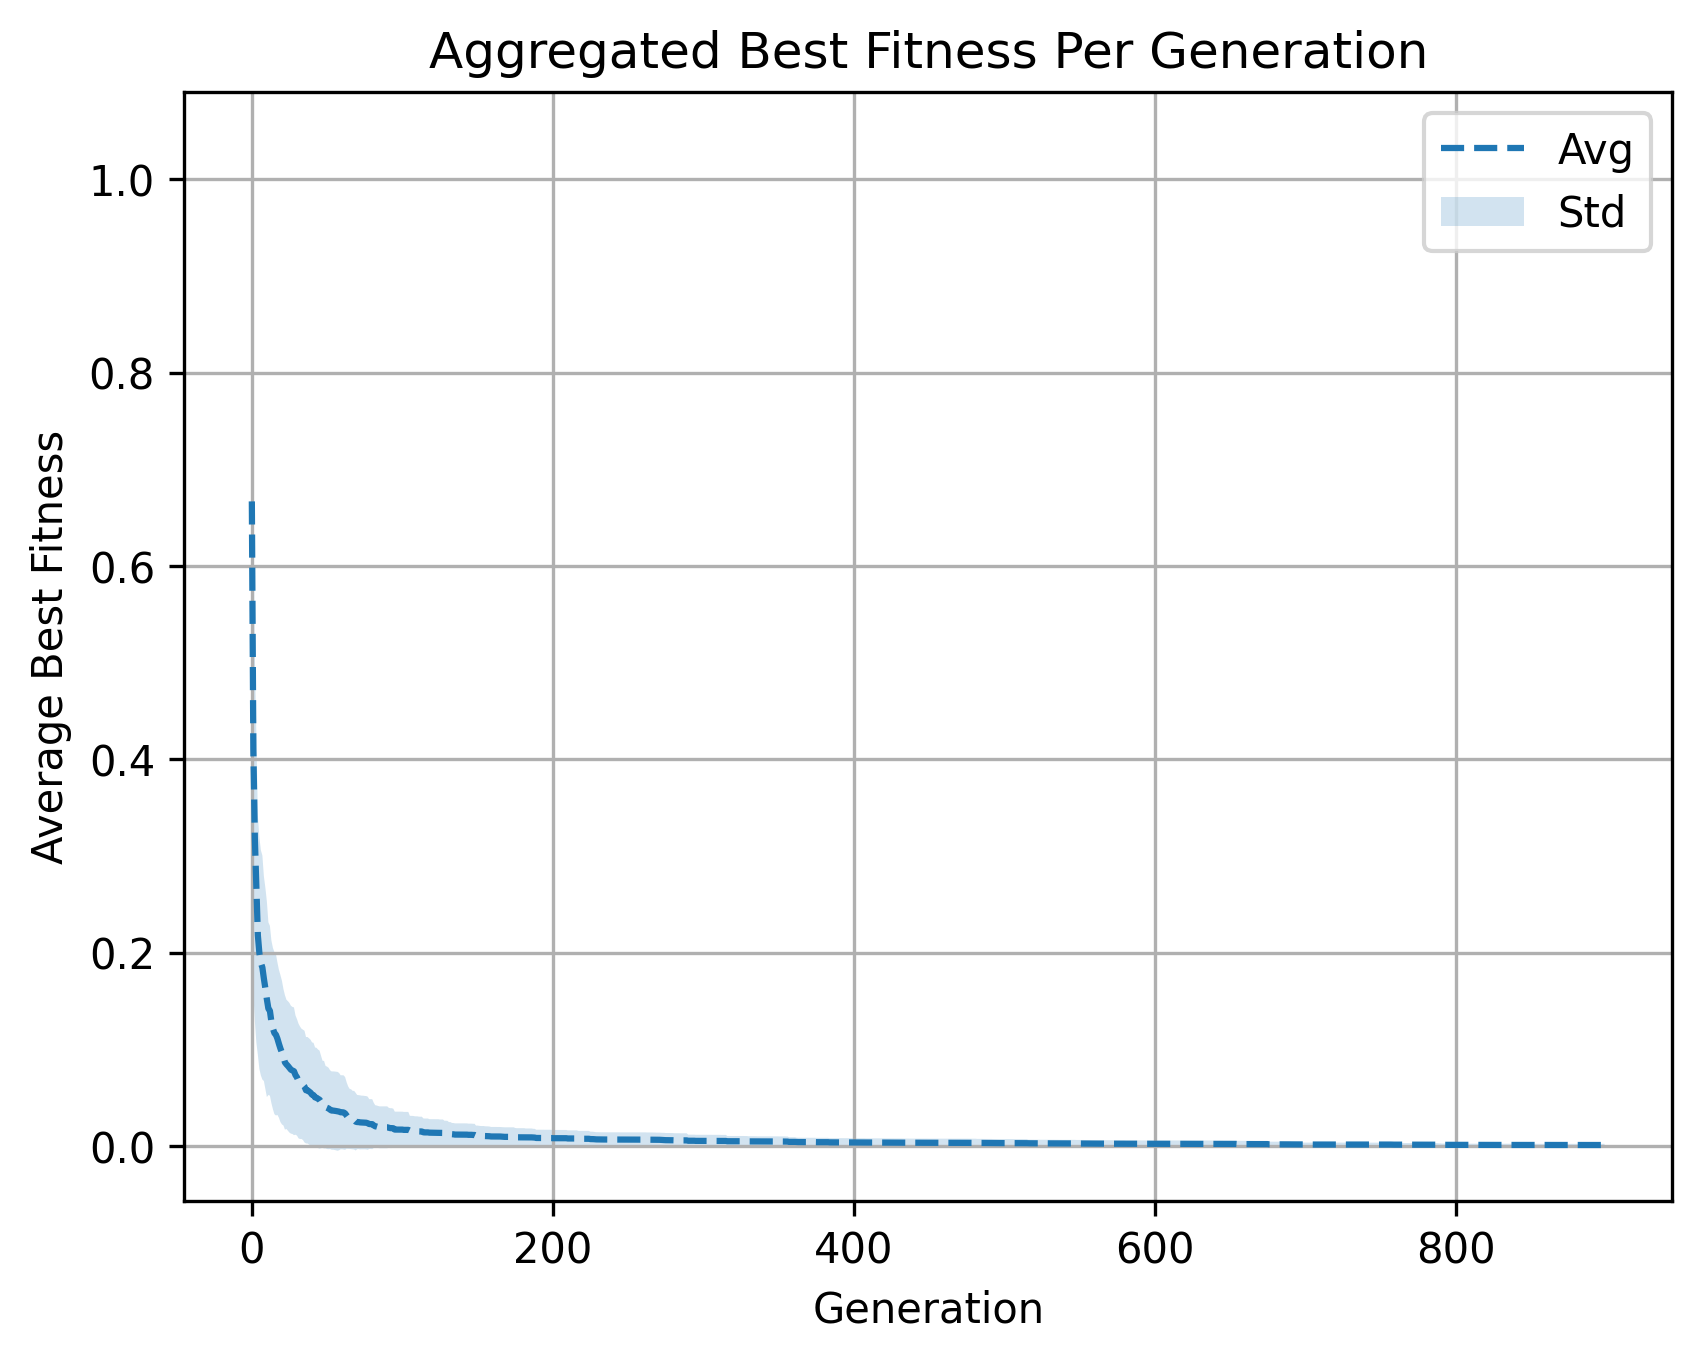 Aggregated Best Fitness Per Generation
Avg
Std
1.0
0.8
0.6
0.4
0.2
0.0
Average Best Fitness
0 200 400 600 800
Generation